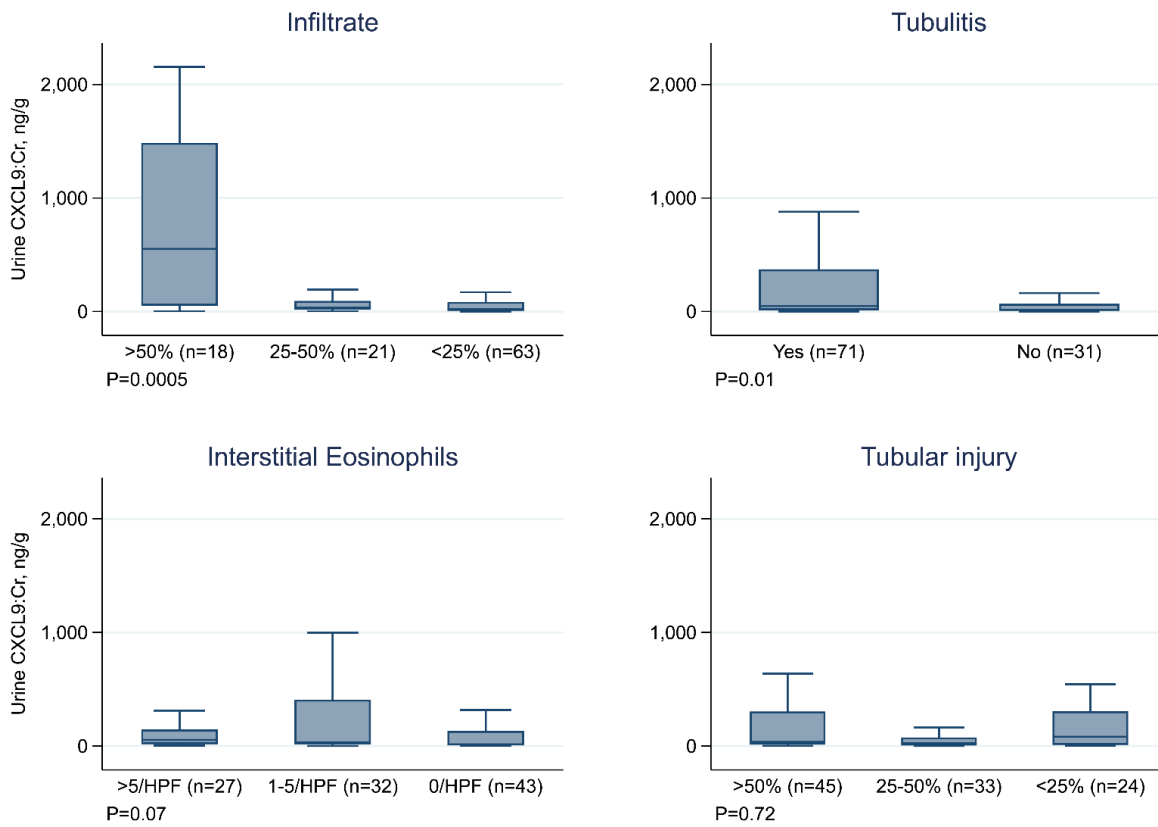 Infiltrate
Urine CXCL9:Cr, ng/g
2,000
1,000
0
>50% (n=18) 25-50% (n=21) <25% (n=63)
P=0.0005
Tubulitis
2,000
1,000
0
Yes (n=71) No (n=31)
P=0.01
Interstitial Eosinophils
Urine CXCL9:Cr, ng/g
2,000
1,000
0
>5/HPF (n=27) 1-5/HPF (n=32) 0/HPF (n=43)
P=0.07
Tubular injury
2,000
1,000
0
>50% (n=45) 25-50% (n=33) <25% (n=24)
P=0.72